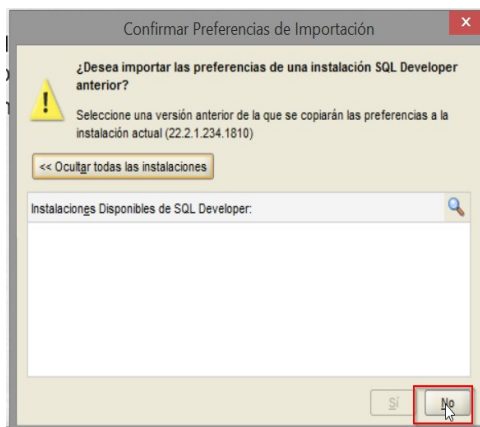 Confirmar Preferencias de Importación
x
¿Desea importar las preferencias de una instalación SQL Developer
anterior?
Seleccione una versión anterior de la que se copiarán las preferencias a la
instalación actual (22.2.1.234.1810)
<< Ocultar todas las instalaciones
Instalaciones Disponibles de SQL Developer:
Sí
No